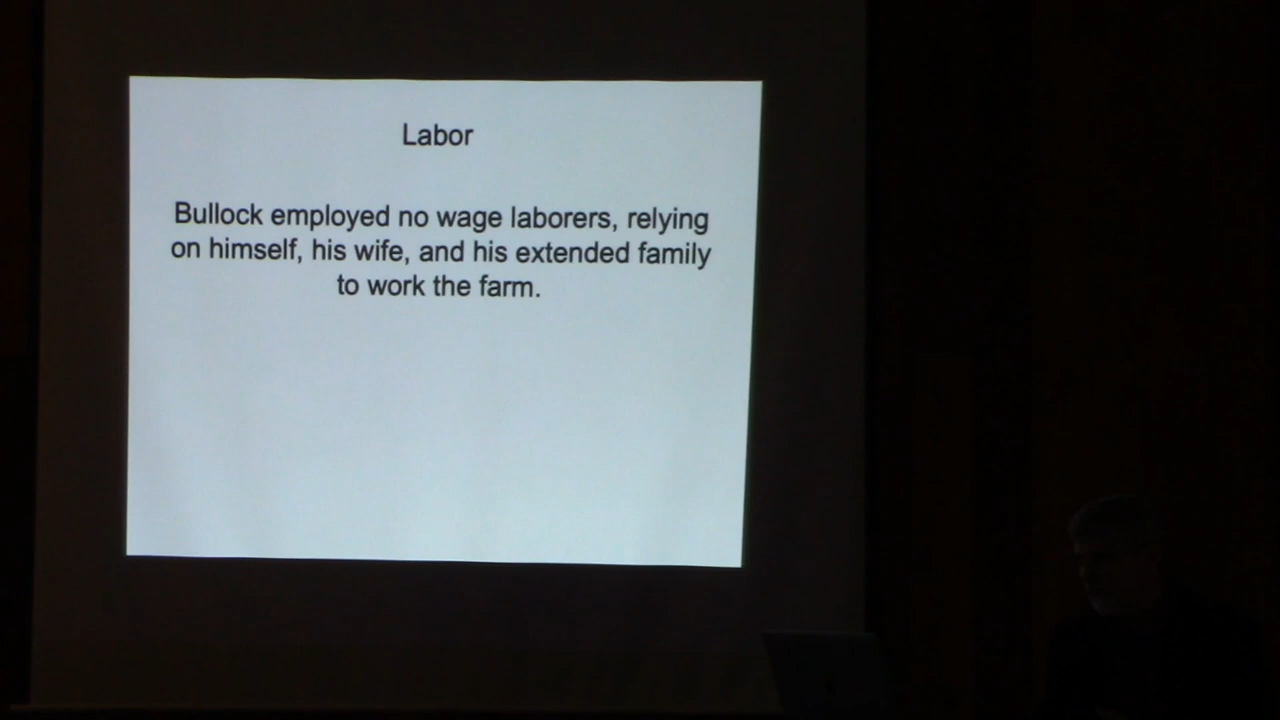 Labor
Bullock employed no wage laborers, relying
on himself, his wife, and his extended family
to work the farm.